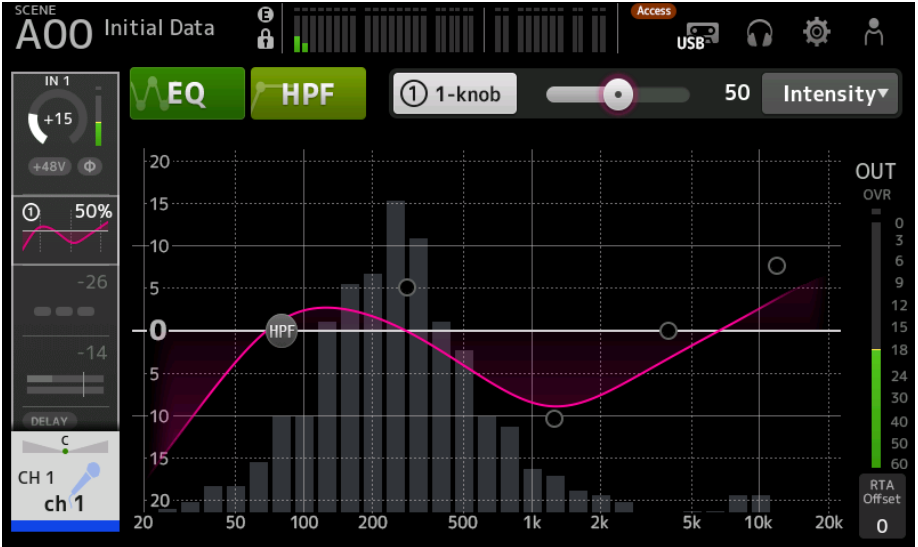 SCENE
A00 Initial Data
E
Access
USB
IN 1
+15
+48V Φ
1 50%
-26
-14
DELAY
C
CH 1
ch 1
EQ
HPF
1 1-knob
50
Intensity▼
20
15
10
5
0
5
10
15
20
HPF
20 50 100 200 500 1k 2k 5k 10k 20k
OUT
OVR
0
3
6
9
12
15
18
24
30
40
50
60
RTA
Offset
0